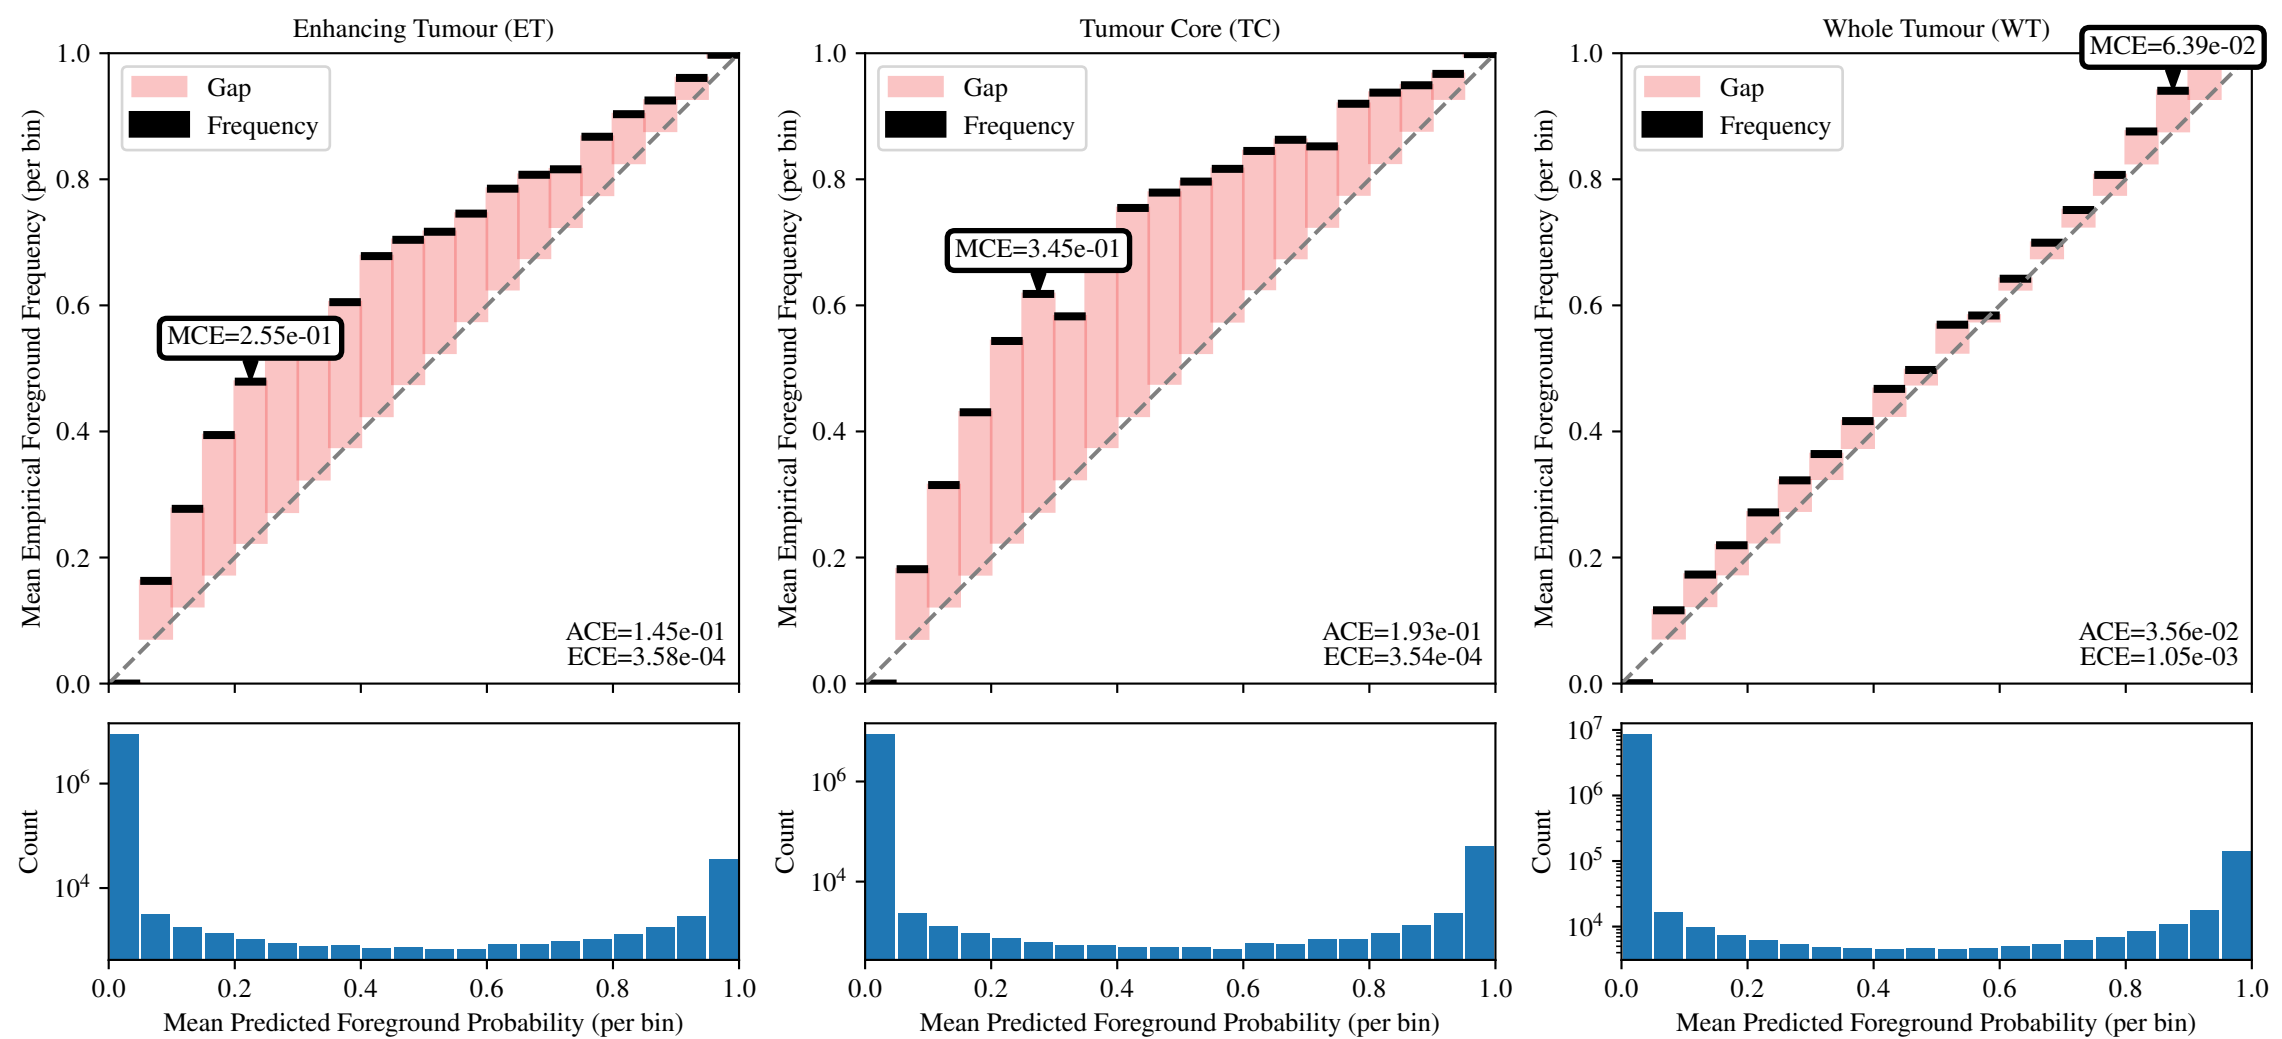 Enhancing Tumour (ET)
Mean Empirical Foreground Frequency (per bin)
1.0
0.8
0.6
0.4
0.2
0.0
Gap
Frequency
MCE=2.55e-01
ACE=1.45e-01
ECE=3.58e-04
Count
10^6
10^4
0.0 0.2 0.4 0.6 0.8 1.0
Mean Predicted Foreground Probability (per bin)
Tumour Core (TC)
Mean Empirical Foreground Frequency (per bin)
1.0
0.8
0.6
0.4
0.2
0.0
Gap
Frequency
MCE=3.45e-01
ACE=1.93e-01
ECE=3.54e-04
Count
10^6
10^4
0.0 0.2 0.4 0.6 0.8 1.0
Mean Predicted Foreground Probability (per bin)
Whole Tumour (WT)
Mean Empirical Foreground Frequency (per bin)
1.0
0.8
0.6
0.4
0.2
0.0
Gap
Frequency
MCE=6.39e-02
ACE=3.56e-02
ECE=1.05e-03
Count
10^7
10^6
10^5
10^4
0.0 0.2 0.4 0.6 0.8 1.0
Mean Predicted Foreground Probability (per bin)